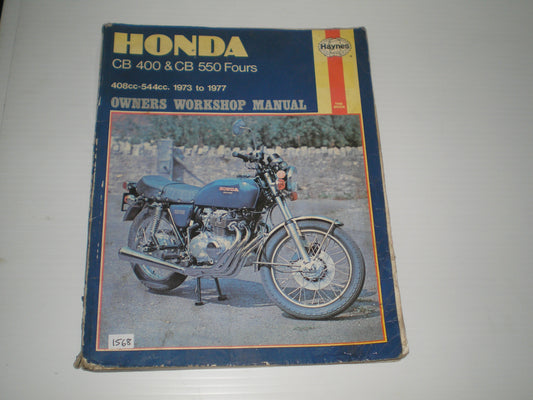 HONDA
Haynes
CB 400 & CB 550 Fours
408cc-544cc. 1973 to 1977
OWNERS WORKSHOP MANUAL
HONDA
1568